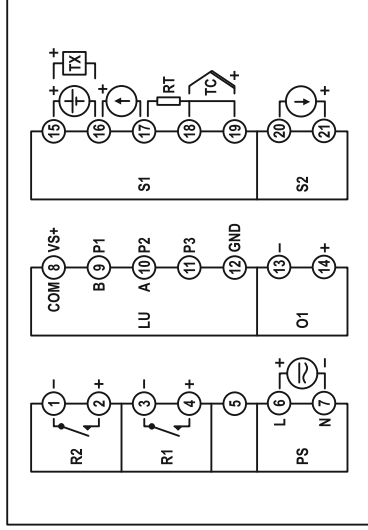 R2
1 −
2 +
R1
3 −
4 +
5
PS
L 6 +
N 7 −
LU
COM 8 VS+
B 9 P1
A 10 P2
11 P3
12 GND
O1
13 −
14 +
S1
15 + + TX
16 +
17 RT
18 TC
19 +
S2
20
21 +